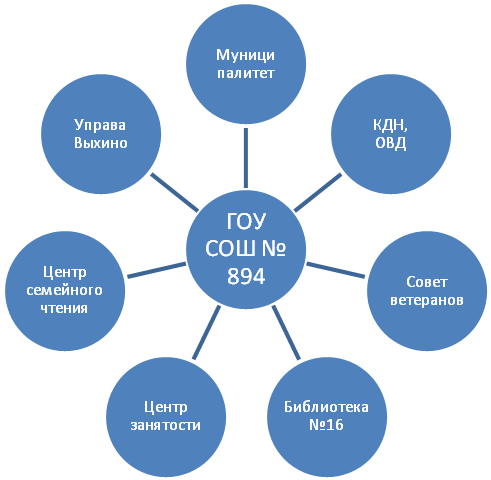 Муници
палитет
Управа
Выхино
КДН,
ОВД
ГОУ
СОШ №
894
Центр
семейного
чтения
Совет
ветеранов
Центр
занятости
Библиотека
№16